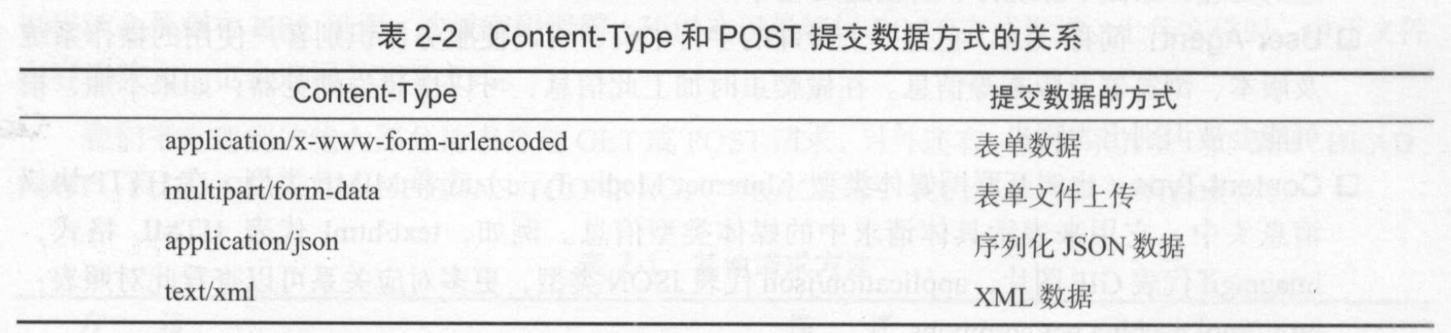 表 2-2 Content-Type 和 POST 提交数据方式的关系
Content-Type 提交数据的方式
application/x-www-form-urlencoded 表单数据
multipart/form-data 表单文件上传
application/json 序列化 JSON 数据
text/xml XML 数据